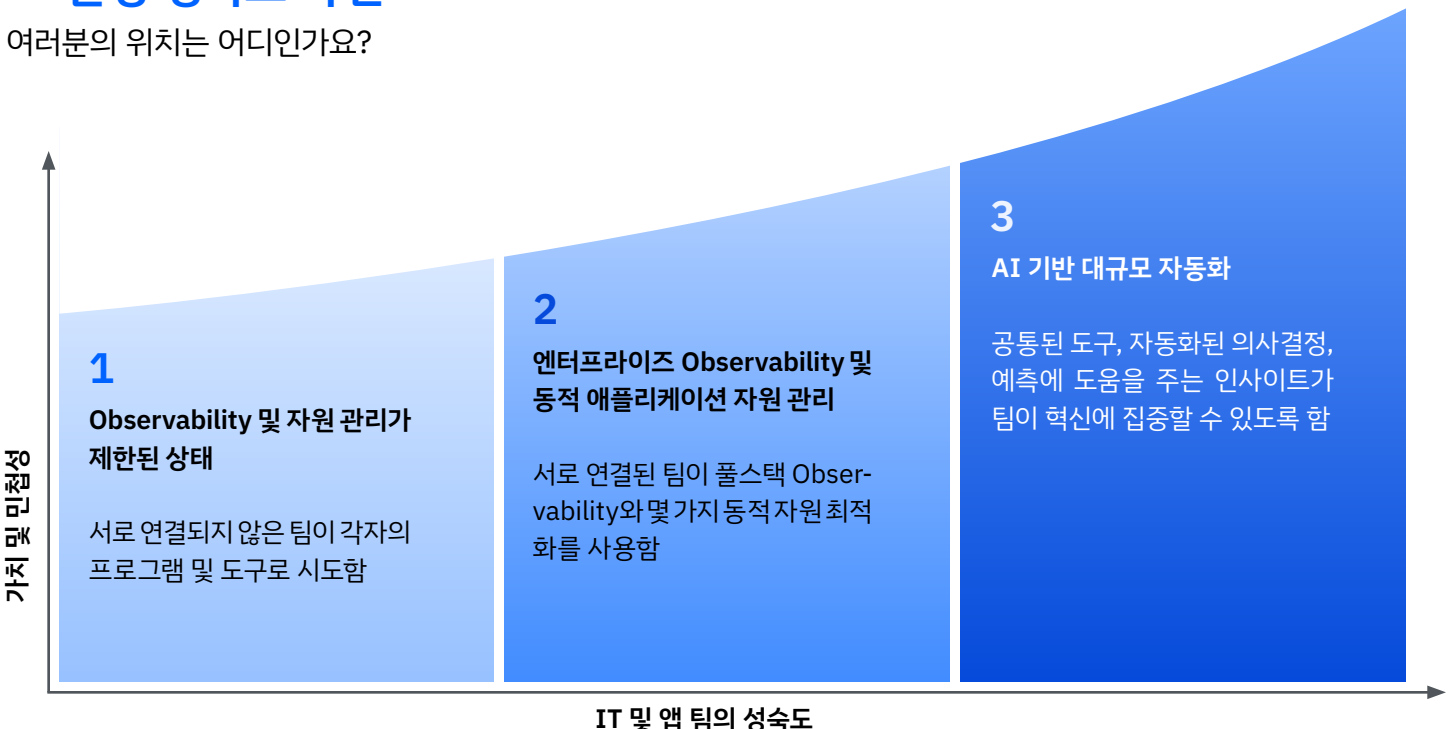 여러분의 위치는 어디인가요?
1
Observability 및 자원 관리가
제한된 상태
서로 연결되지 않은 팀이 각자의
프로그램 및 도구로 시도함
2
엔터프라이즈 Observability 및
동적 애플리케이션 자원 관리
서로 연결된 팀이 풀스택 Obser-
vability와 몇 가지 동적 자원 최적
화를 사용함
3
AI 기반 대규모 자동화
공통된 도구, 자동화된 의사결정,
예측에 도움을 주는 인사이트가
팀이 혁신에 집중할 수 있도록 함
가치 및 민첩성
IT 및 앱 팀의 성숙도